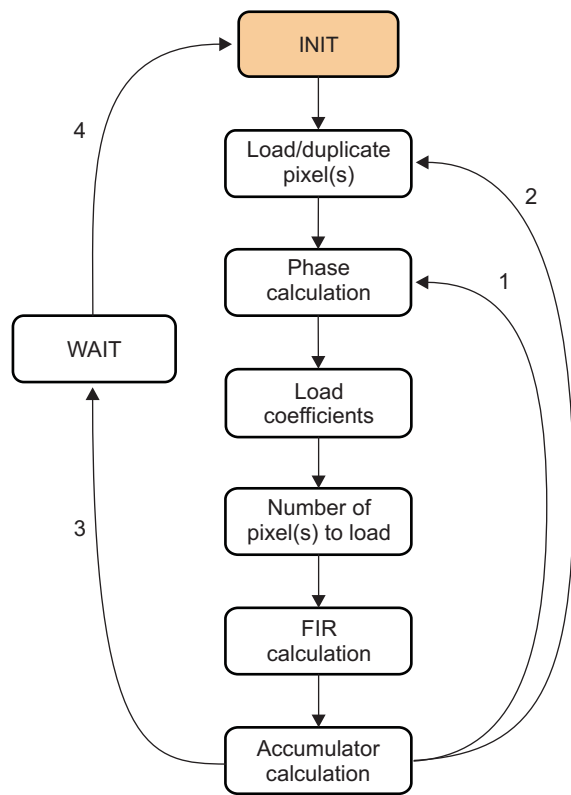 INIT
4
Load/duplicate
pixel(s)
2
Phase
calculation
1
WAIT
Load
coefficients
Number of
pixel(s) to load
3
FIR
calculation
Accumulator
calculation